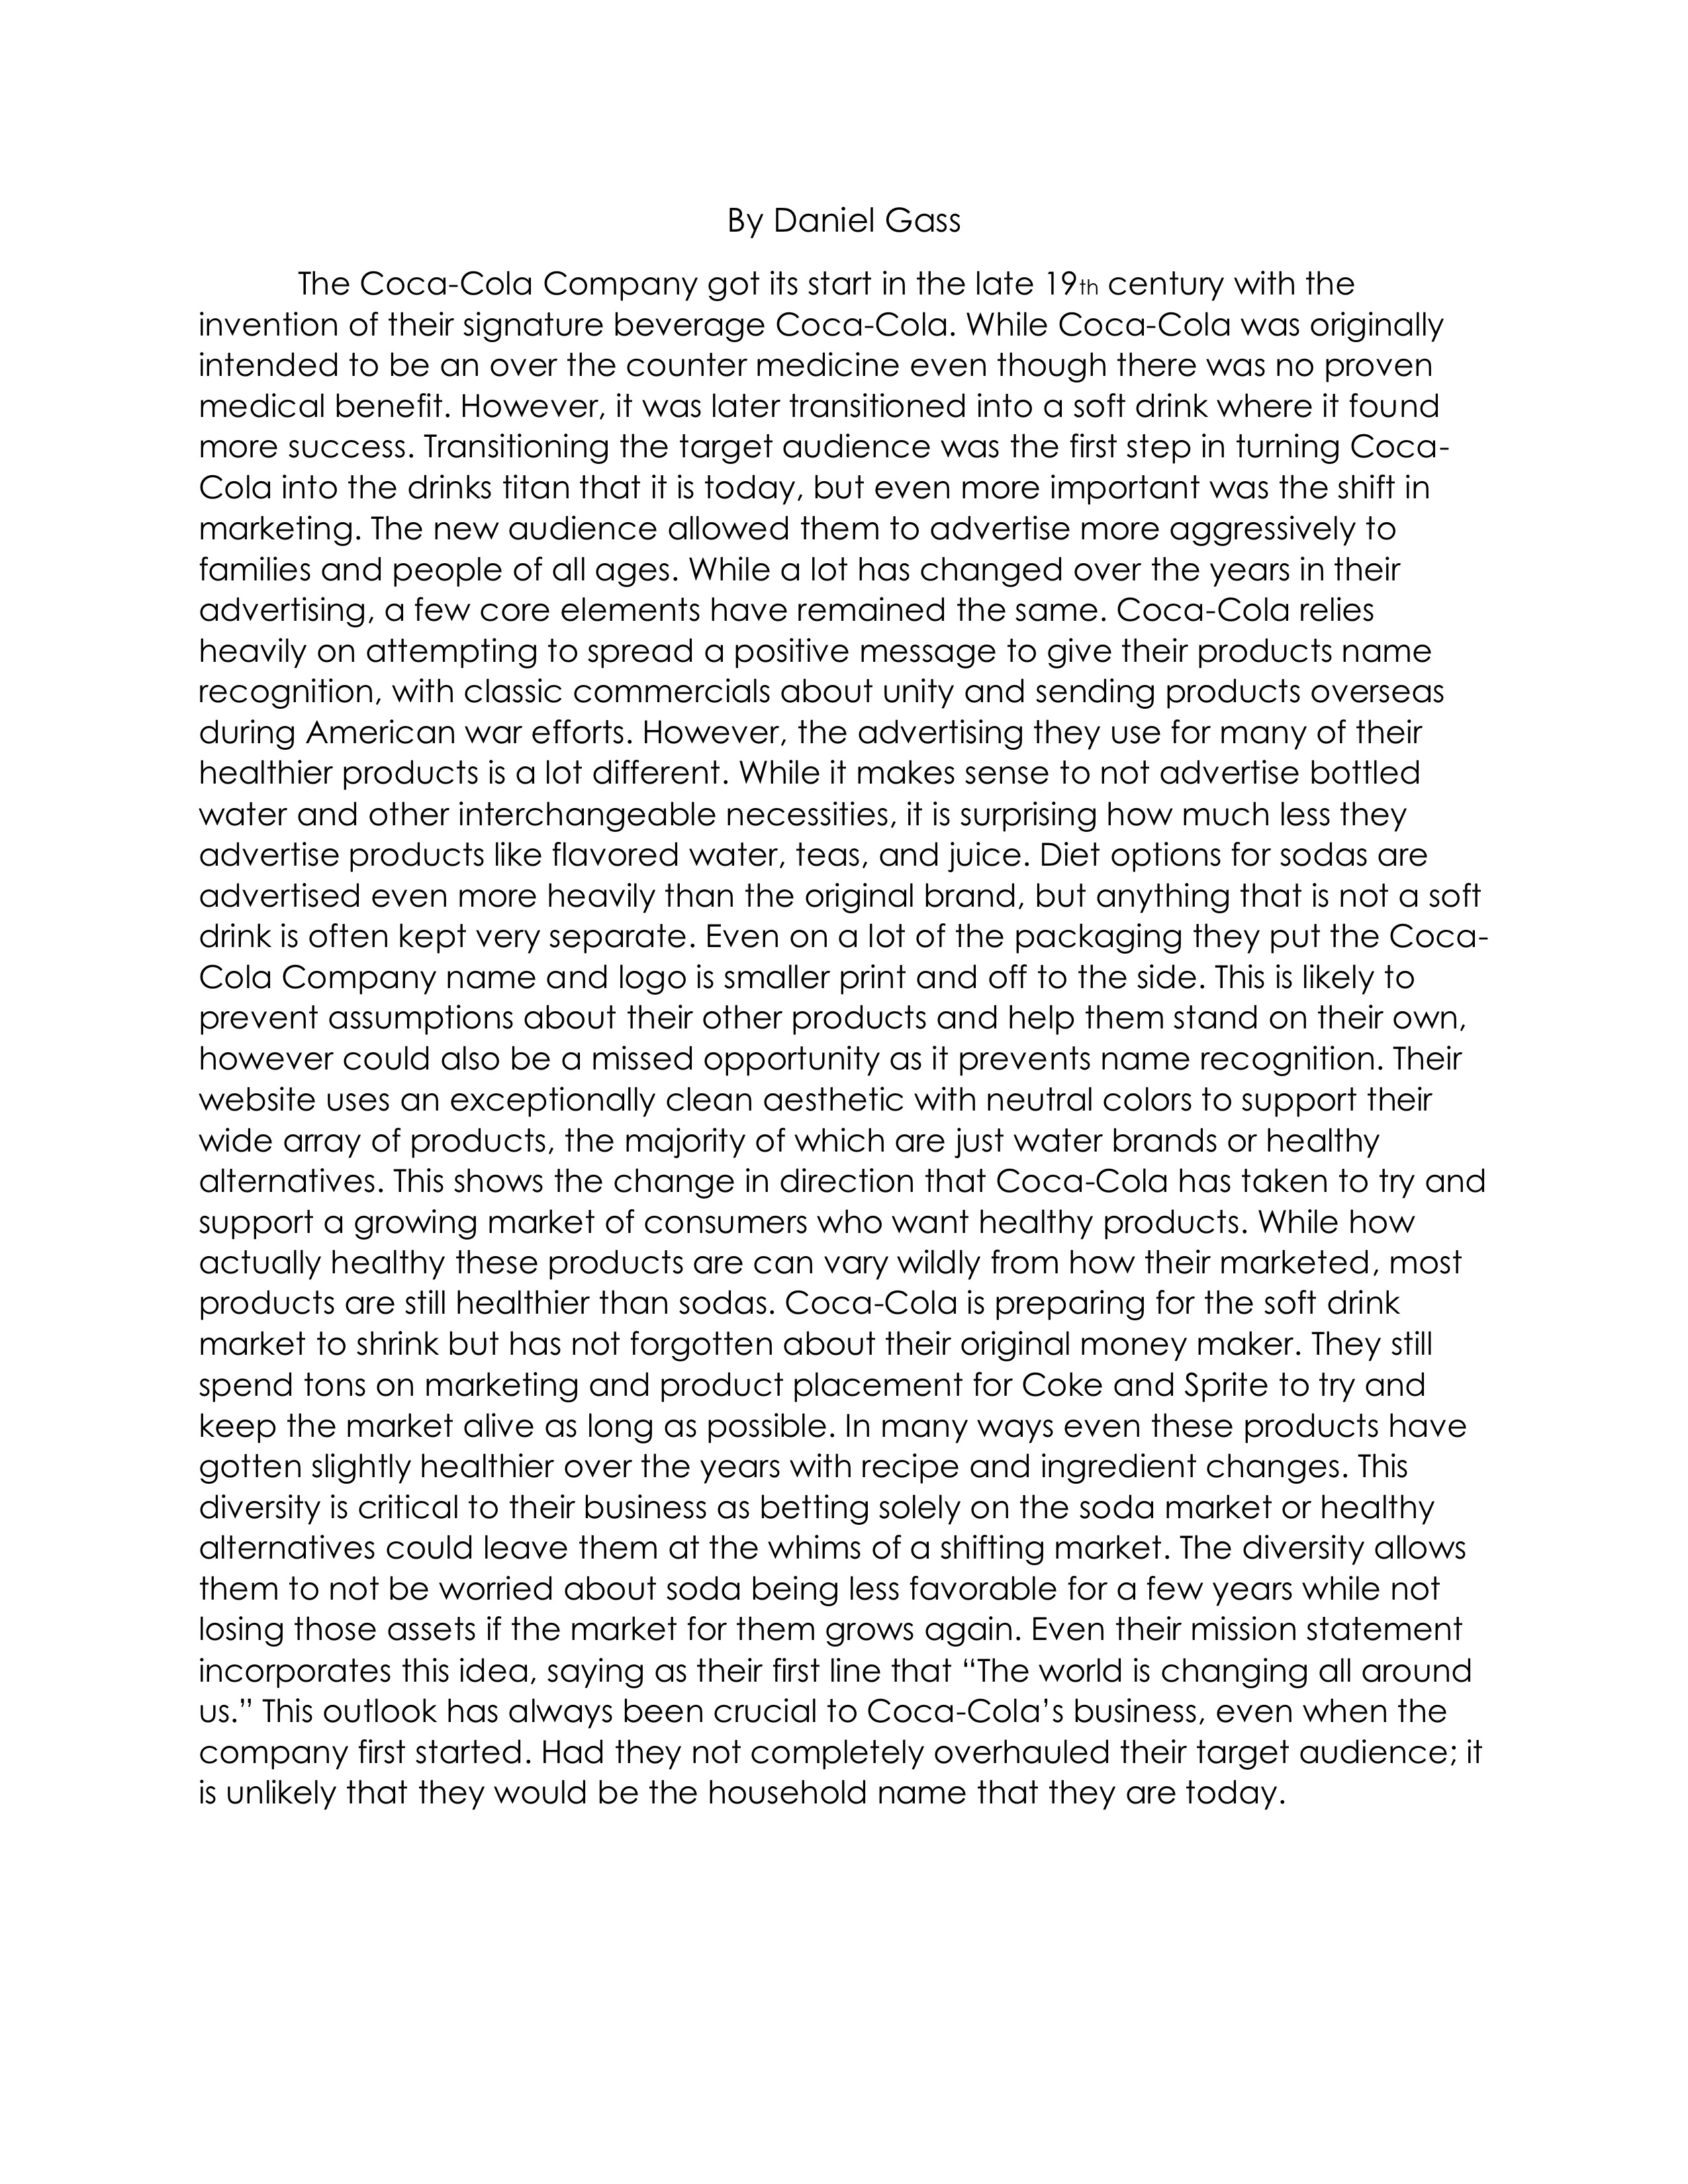 By Daniel Gass
The Coca-Cola Company got its start in the late 19th century with the
invention of their signature beverage Coca-Cola. While Coca-Cola was originally
intended to be an over the counter medicine even though there was no proven
medical benefit. However, it was later transitioned into a soft drink where it found
more success. Transitioning the target audience was the first step in turning Coca-
Cola into the drinks titan that it is today, but even more important was the shift in
marketing. The new audience allowed them to advertise more aggressively to
families and people of all ages. While a lot has changed over the years in their
advertising, a few core elements have remained the same. Coca-Cola relies
heavily on attempting to spread a positive message to give their products name
recognition, with classic commercials about unity and sending products overseas
during American war efforts. However, the advertising they use for many of their
healthier products is a lot different. While it makes sense to not advertise bottled
water and other interchangeable necessities, it is surprising how much less they
advertise products like flavored water, teas, and juice. Diet options for sodas are
advertised even more heavily than the original brand, but anything that is not a soft
drink is often kept very separate. Even on a lot of the packaging they put the Coca-
Cola Company name and logo is smaller print and off to the side. This is likely to
prevent assumptions about their other products and help them stand on their own,
however could also be a missed opportunity as it prevents name recognition. Their
website uses an exceptionally clean aesthetic with neutral colors to support their
wide array of products, the majority of which are just water brands or healthy
alternatives. This shows the change in direction that Coca-Cola has taken to try and
support a growing market of consumers who want healthy products. While how
actually healthy these products are can vary wildly from how their marketed, most
products are still healthier than sodas. Coca-Cola is preparing for the soft drink
market to shrink but has not forgotten about their original money maker. They still
spend tons on marketing and product placement for Coke and Sprite to try and
keep the market alive as long as possible. In many ways even these products have
gotten slightly healthier over the years with recipe and ingredient changes. This
diversity is critical to their business as betting solely on the soda market or healthy
alternatives could leave them at the whims of a shifting market. The diversity allows
them to not be worried about soda being less favorable for a few years while not
losing those assets if the market for them grows again. Even their mission statement
incorporates this idea, saying as their first line that “The world is changing all around
us.” This outlook has always been crucial to Coca-Cola’s business, even when the
company first started. Had they not completely overhauled their target audience; it
is unlikely that they would be the household name that they are today.